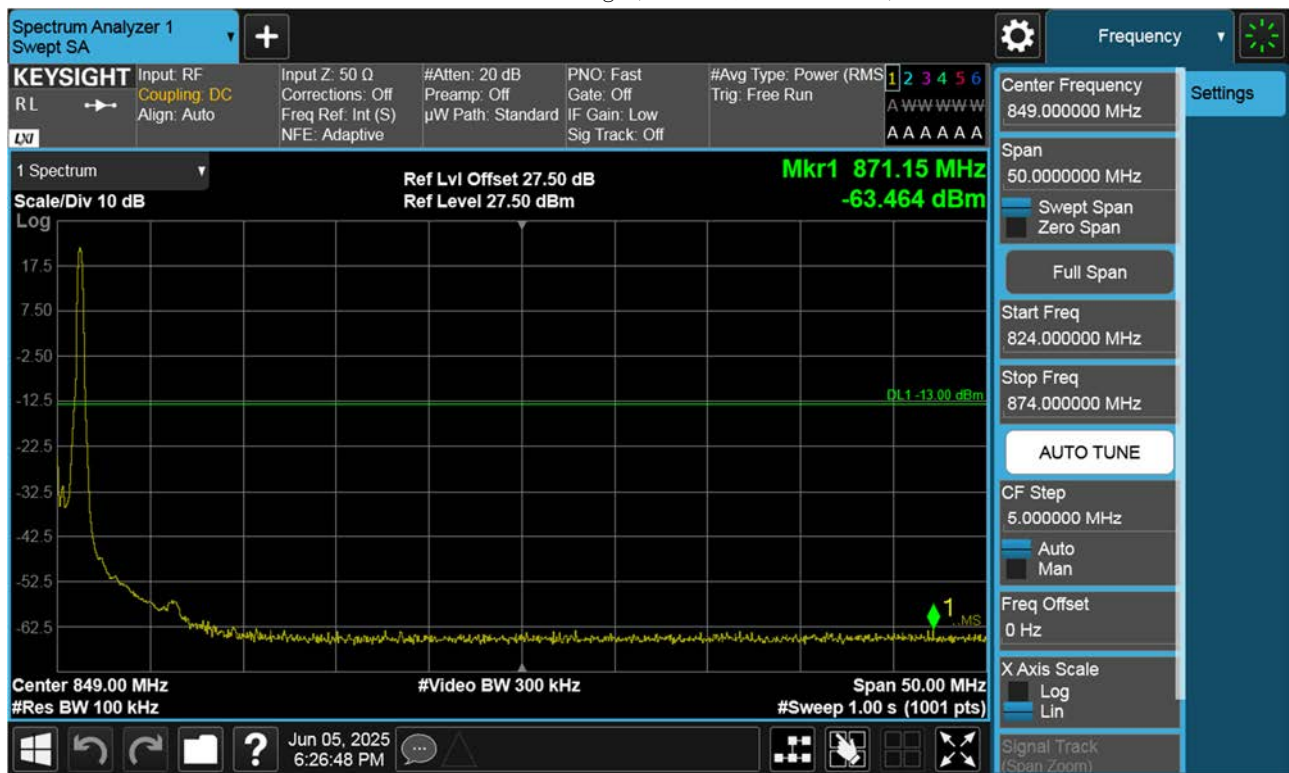 Spectrum Analyzer 1
Swept SA
Frequency
KEYSIGHT
RL
LXI
Input: RF
Coupling: DC
Align: Auto
Input Z: 50 Ω
Corrections: Off
Freq Ref: Int (S)
NFE: Adaptive
#Atten: 20 dB
Preamp: Off
µW Path: Standard
PNO: Fast
Gate: Off
IF Gain: Low
Sig Track: Off
#Avg Type: Power (RMS
Trig: Free Run
1 2 3 4 5 6
A W W W W W
A A A A A A
1 Spectrum
Scale/Div 10 dB
Ref Lvl Offset 27.50 dB
Ref Level 27.50 dBm
Mkr1 871.15 MHz
-63.464 dBm
Log
17.5
7.50
-2.50
-12.5
-22.5
-32.5
-42.5
-52.5
-62.5
DL1 -13.00 dBm
1
..MS
Center 849.00 MHz
#Res BW 100 kHz
#Video BW 300 kHz
Span 50.00 MHz
#Sweep 1.00 s (1001 pts)
Center Frequency
849.000000 MHz
Settings
Span
50.0000000 MHz
Swept Span
Zero Span
Full Span
Start Freq
824.000000 MHz
Stop Freq
874.000000 MHz
AUTO TUNE
CF Step
5.000000 MHz
Auto
Man
Freq Offset
0 Hz
X Axis Scale
Log
Lin
Signal Track
(Span Zoom)
?
Jun 05, 2025
6:26:48 PM